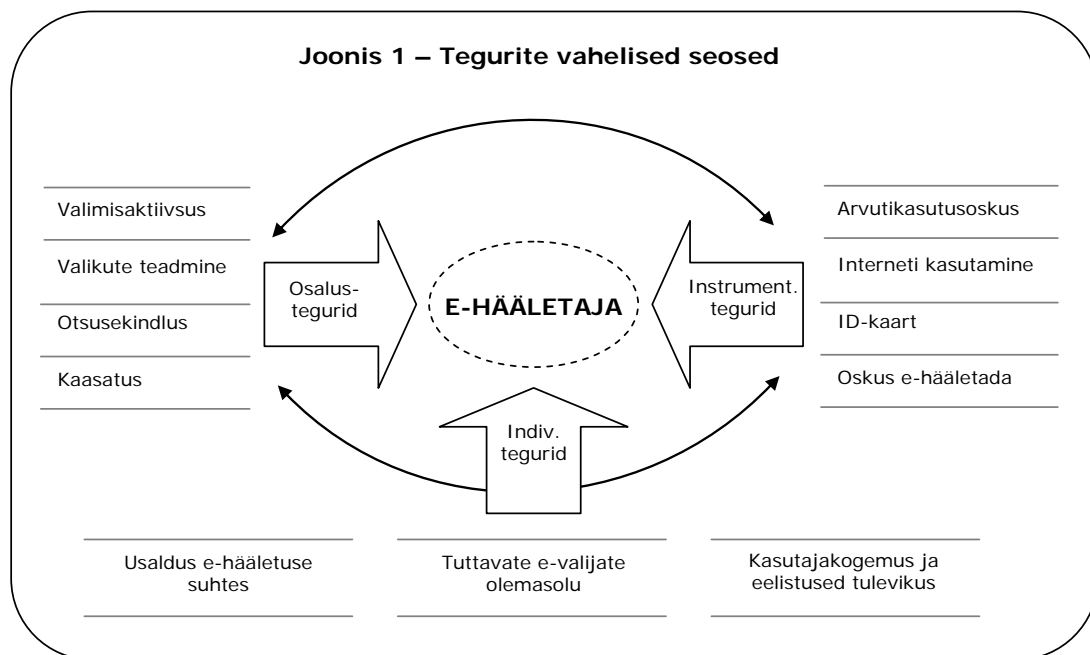 Joonis 1 – Tegurite vahelised seosed
Valimisaktiivsus
Valikute teadmine
Otsusekindlus
Kaasatus
Osalus-
tegurid
E-HÄÄLETAJA
Instrument.
tegurid
Arvutikasutusoskus
Interneti kasutamine
ID-kaart
Oskus e-hääletada
Indiv.
tegurid
Usaldus e-hääletuse
suhtes
Tuttavate e-valijate
olemasolu
Kasutajakogemus ja
eelistused tulevikus